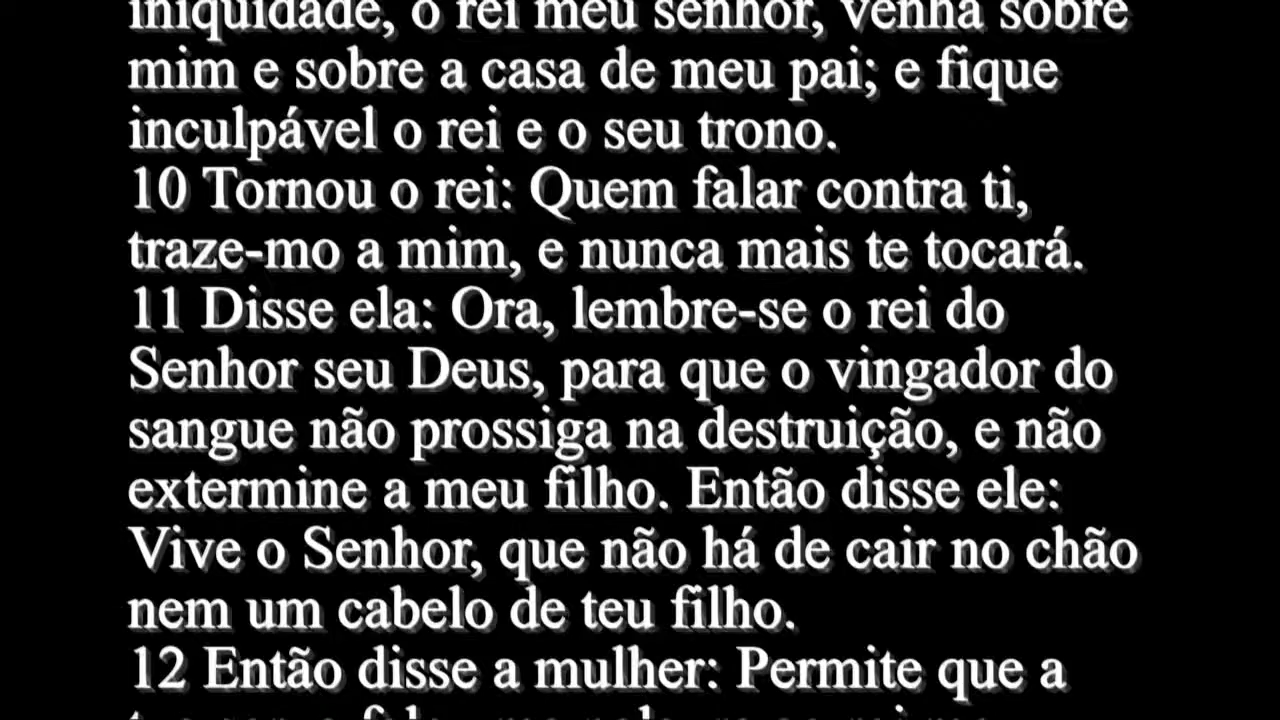 iniquidade, o rei meu senhor, venha sobre
mim e sobre a casa de meu pai; e fique
inculpável o rei e o seu trono.
10 Tornou o rei: Quem falar contra ti,
traze-mo a mim, e nunca mais te tocará.
11 Disse ela: Ora, lembre-se o rei do
Senhor seu Deus, para que o vingador do
sangue não prossiga na destruição, e não
extermine a meu filho. Então disse ele:
Vive o Senhor, que não há de cair no chão
nem um cabelo de teu filho.
12 Então disse a mulher: Permite que a